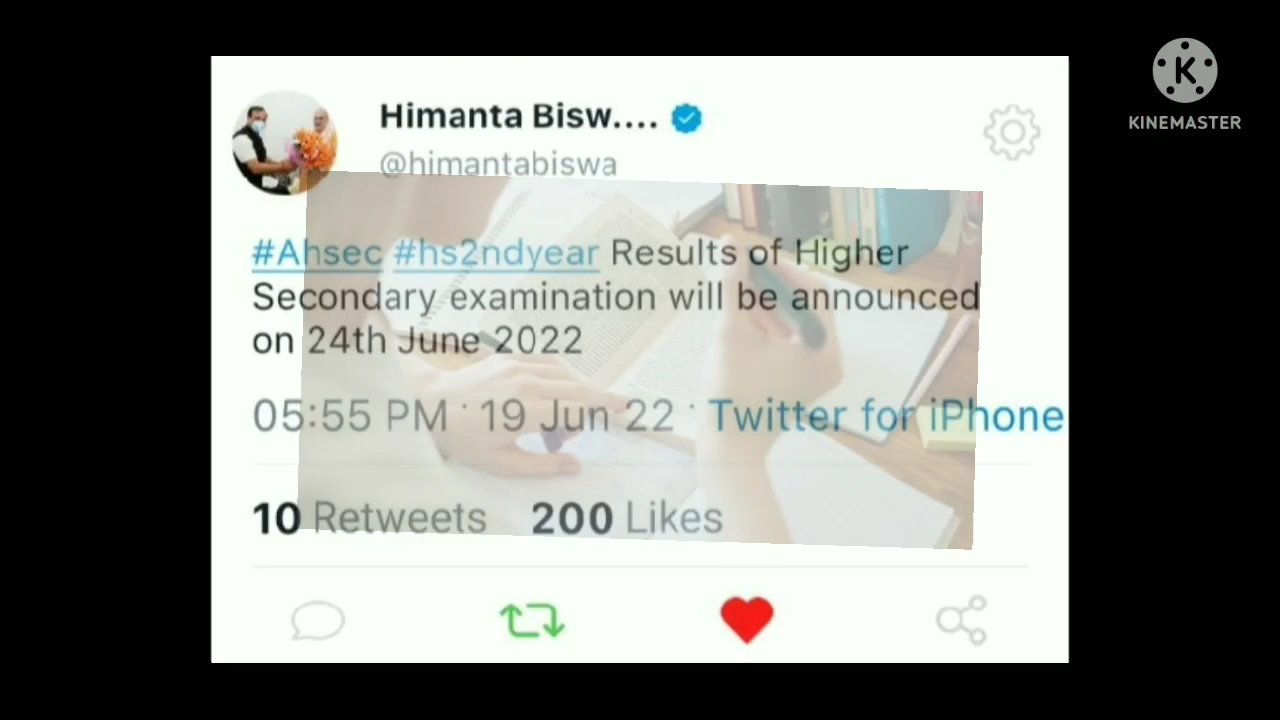 Himanta Bisw....
@himantabiswa
KINEMASTER
#Ahsec #hs2ndyear Results of Higher
Secondary examination will be announced
on 24th June 2022
05:55 PM · 19 Jun 22 · Twitter for iPhone
10 Retweets 200 Likes